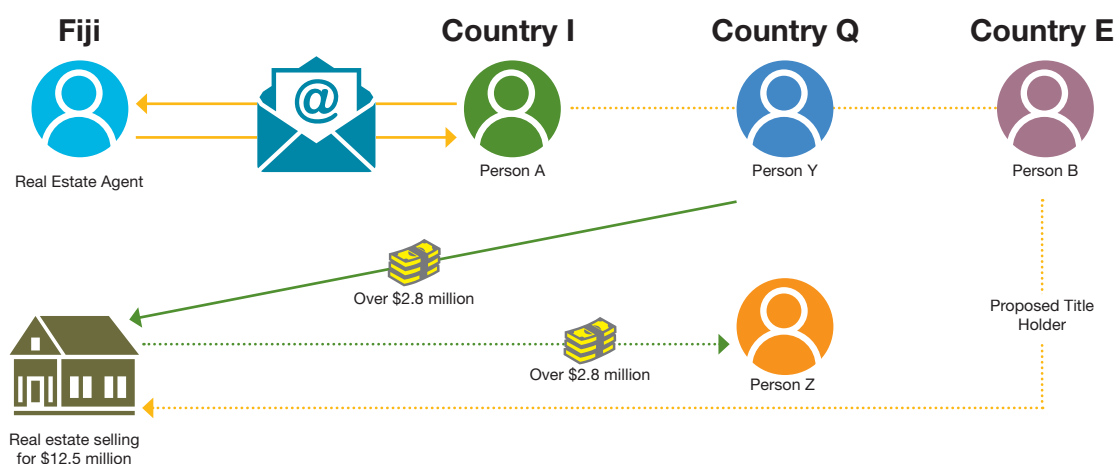 Fiji
Country I
Country Q
Country E
@
Real Estate Agent
Person A
Person Y
Person B
Over $2.8 million
Proposed Title
Holder
Over $2.8 million
Person Z
Real estate selling
for $12.5 million